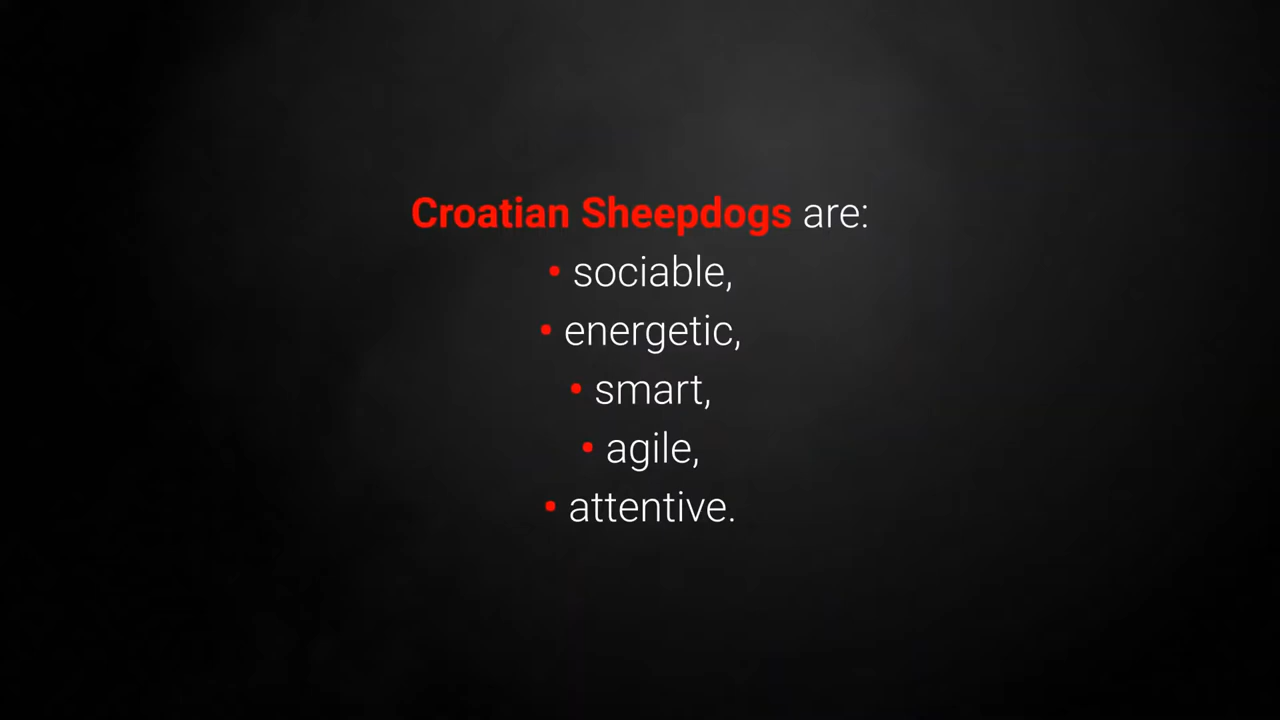 Croatian Sheepdogs are:
• sociable,
• energetic,
• smart,
• agile,
• attentive.